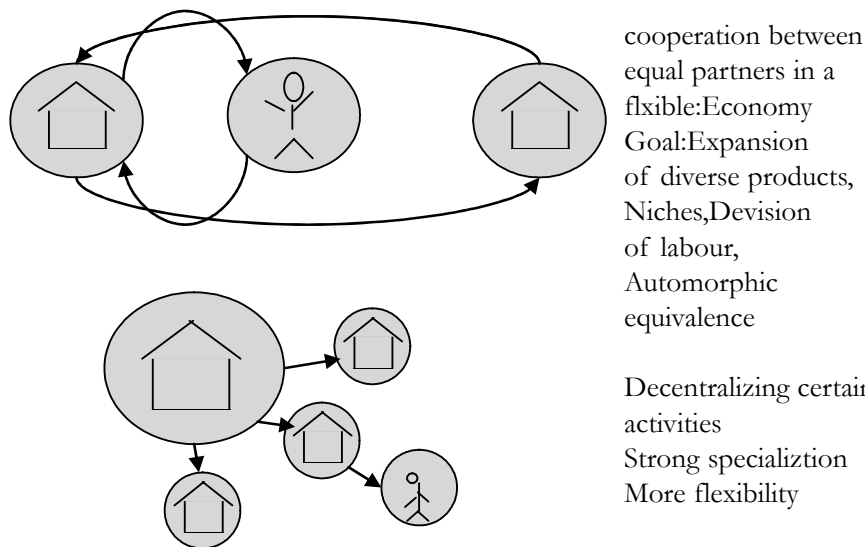 cooperation between
equal partners in a
flxible:Economy
Goal:Expansion
of diverse products,
Niches,Devision
of labour,
Automorphic
equivalence
Decentralizing certain
activities
Strong specializtion
More flexibility